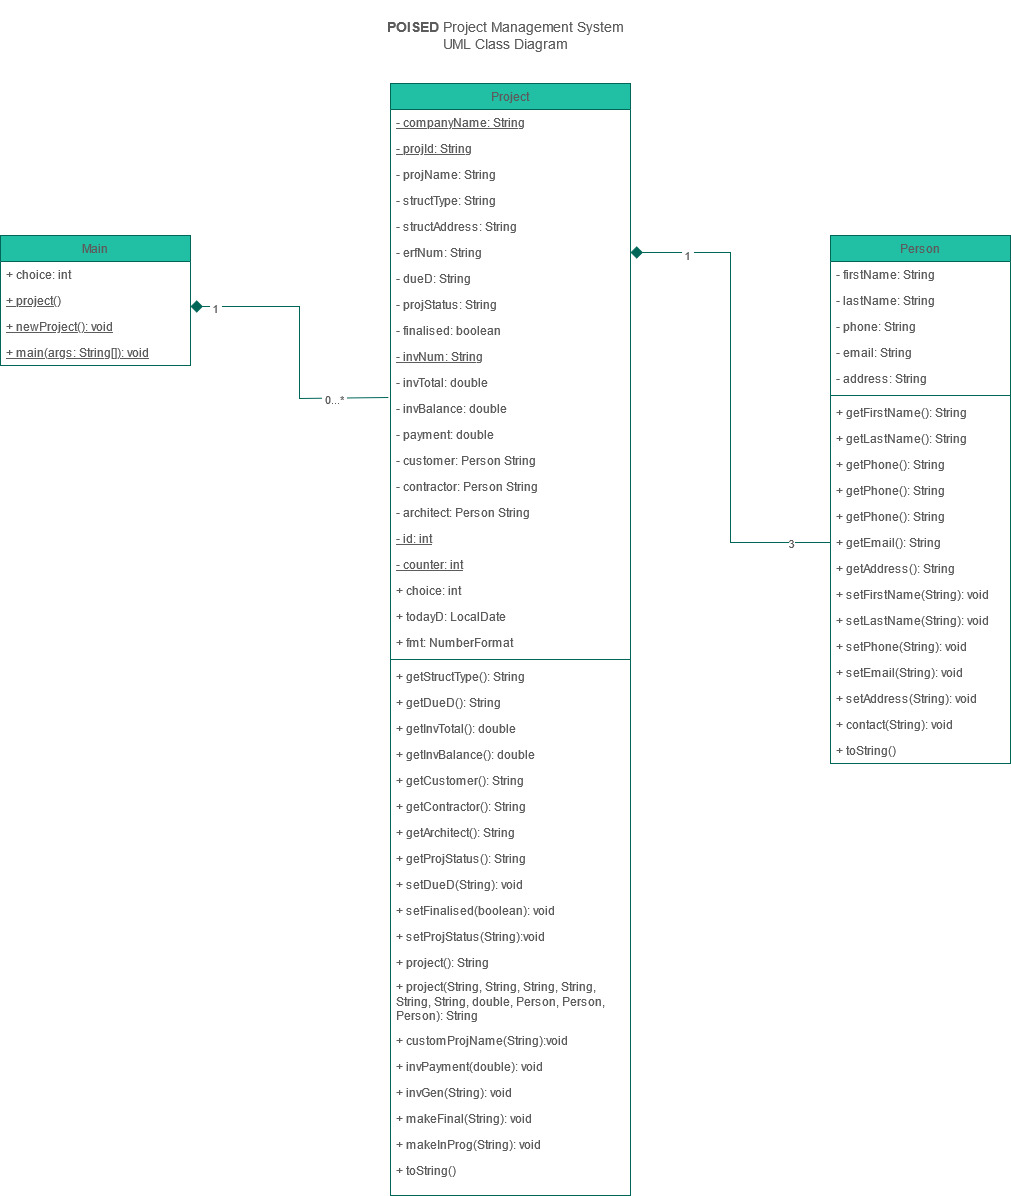 POISED Project Management System
UML Class Diagram
Main
+ choice: int
+ project()
+ newProject(): void
+ main(args: String[]): void
1
0...*
Project
- companyName: String
- projId: String
- projName: String
- structType: String
- structAddress: String
- erfNum: String
- dueD: String
- projStatus: String
- finalised: boolean
- invNum: String
- invTotal: double
- invBalance: double
- payment: double
- customer: Person String
- contractor: Person String
- architect: Person String
- id: int
- counter: int
+ choice: int
+ todayD: LocalDate
+ fmt: NumberFormat
+ getStructType(): String
+ getDueD(): String
+ getInvTotal(): double
+ getInvBalance(): double
+ getCustomer(): String
+ getContractor(): String
+ getArchitect(): String
+ getProjStatus(): String
+ setDueD(String): void
+ setFinalised(boolean): void
+ setProjStatus(String):void
+ project(): String
+ project(String, String, String, String,
String, String, double, Person, Person,
Person): String
+ customProjName(String):void
+ invPayment(double): void
+ invGen(String): void
+ makeFinal(String): void
+ makeInProg(String): void
+ toString()
1
3
Person
- firstName: String
- lastName: String
- phone: String
- email: String
- address: String
+ getFirstName(): String
+ getLastName(): String
+ getPhone(): String
+ getPhone(): String
+ getPhone(): String
+ getEmail(): String
+ getAddress(): String
+ setFirstName(String): void
+ setLastName(String): void
+ setPhone(String): void
+ setEmail(String): void
+ setAddress(String): void
+ contact(String): void
+ toString()